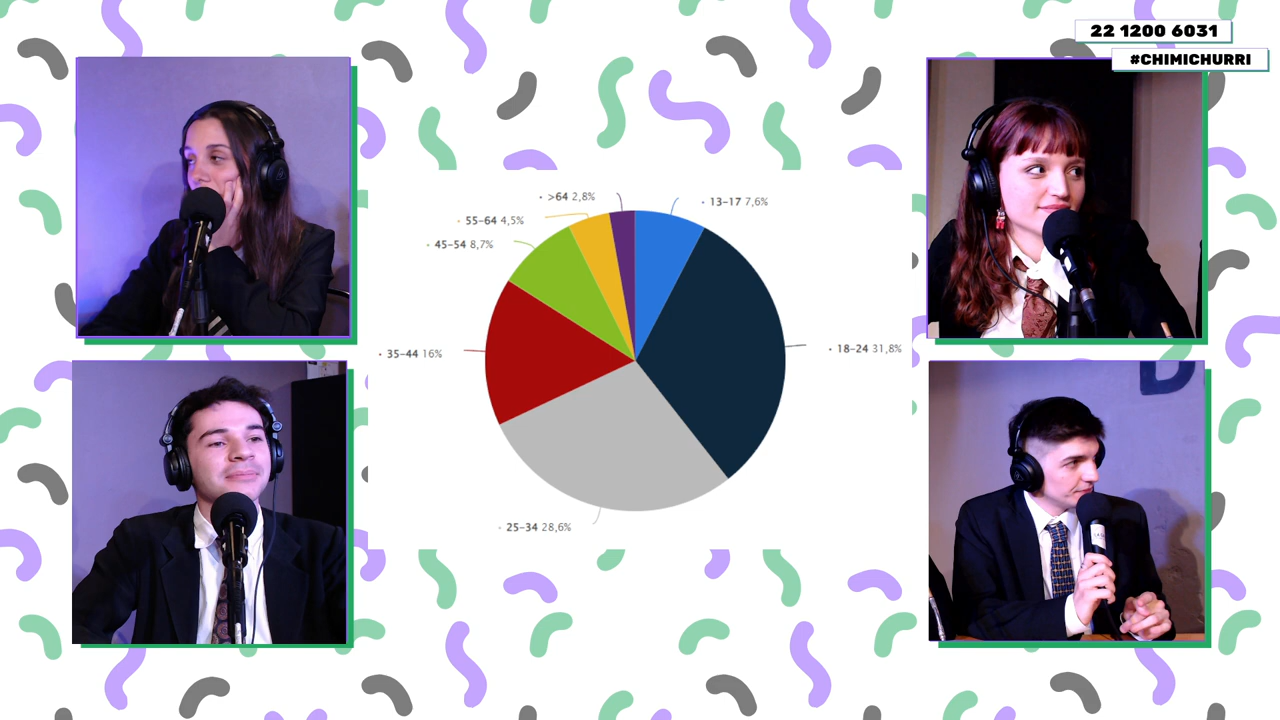 22 1200 6031
#CHIMICHURRI
>64 2,8%
13-17 7,6%
55-64 4,5%
45-54 8,7%
35-44 16%
18-24 31,8%
25-34 28,6%
D